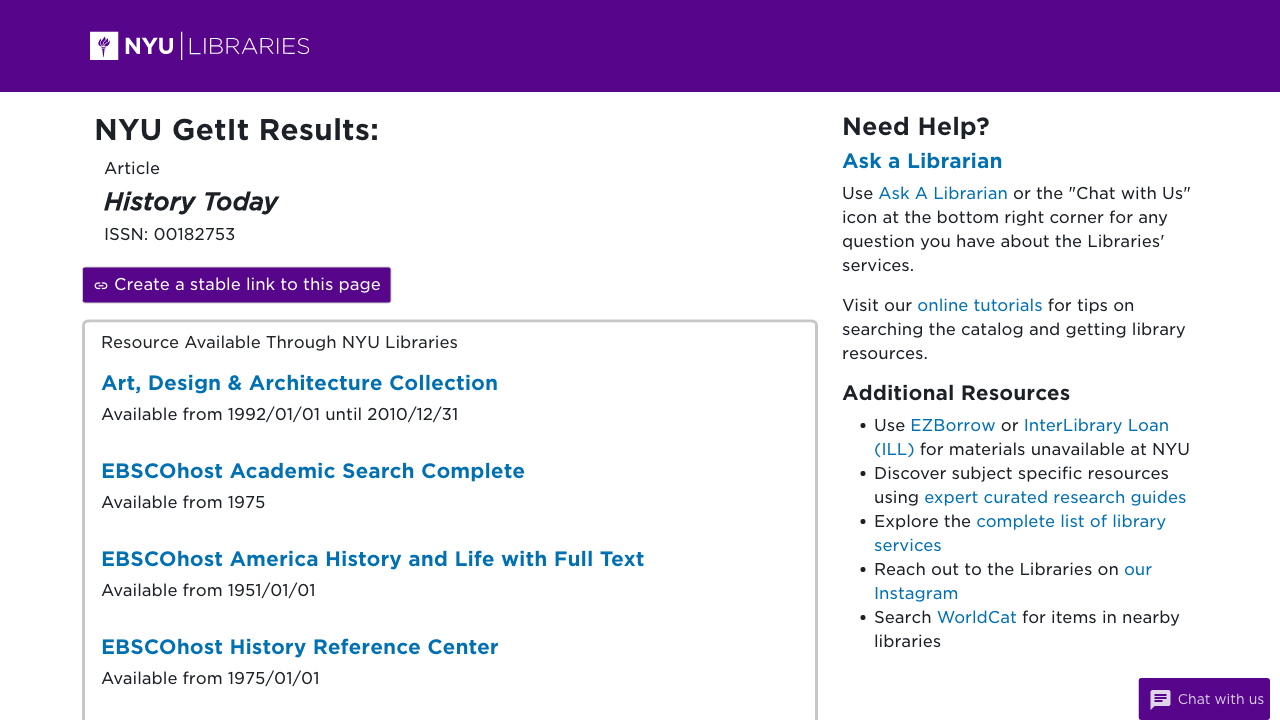 NYU LIBRARIES
NYU GetIt Results:
Article
History Today
ISSN: 00182753
Create a stable link to this page
Resource Available Through NYU Libraries
Art, Design & Architecture Collection
Available from 1992/01/01 until 2010/12/31
EBSCOhost Academic Search Complete
Available from 1975
EBSCOhost America History and Life with Full Text
Available from 1951/01/01
EBSCOhost History Reference Center
Available from 1975/01/01
Need Help?
Ask a Librarian
Use Ask A Librarian or the "Chat with Us"
icon at the bottom right corner for any
question you have about the Libraries'
services.
Visit our online tutorials for tips on
searching the catalog and getting library
resources.
Additional Resources
• Use EZBorrow or InterLibrary Loan
(ILL) for materials unavailable at NYU
• Discover subject specific resources
using expert curated research guides
• Explore the complete list of library
services
• Reach out to the Libraries on our
Instagram
• Search WorldCat for items in nearby
libraries
Chat with us